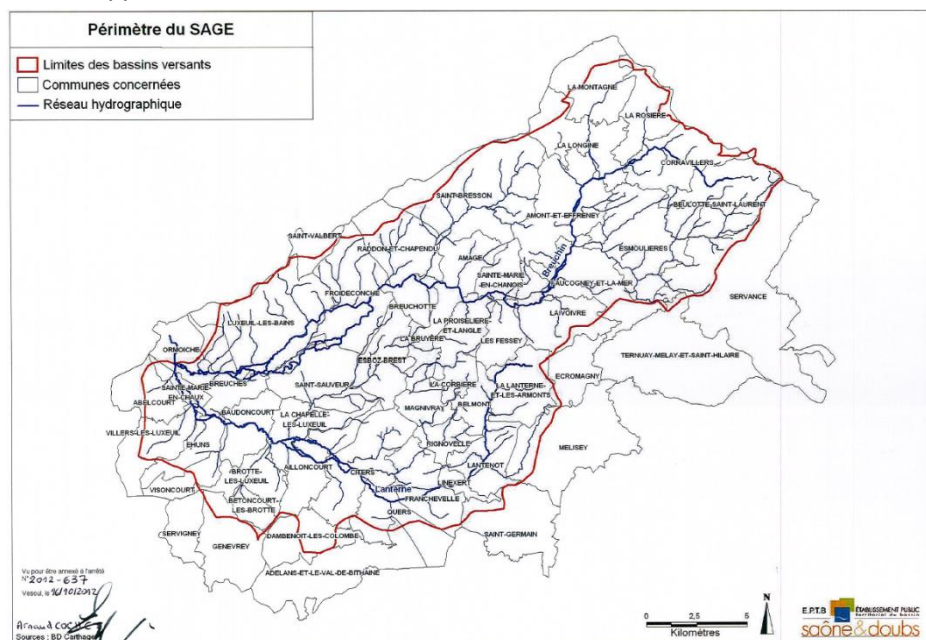 Périmètre du SAGE
Limites des bassins versants
Communes concernées
Réseau hydrographique
LA MONTAGNE
LA ROSIERE
LA LONGINE
CORRAVILLERS
SAINT-BRESSON
BEULOTTE-SAINT-LAURENT
AMONT-ET-EFFRENEY
SAINT-VALBERT
RADDON-ET-CHAPENDU
ESMOULIERES
AMAGE
Breuchin
SAINTE-MARIE
-EN-CHANOIS
FAUCOGNEY-ET-LA-MER
FROIDECONCHE
SERVANCE
BREUCHOTTE
LA VOIVRE
LUXEUIL-LES-BAINS
LA PROISELIERE-
ET-LANGLE
LA BRUYERE
LES FESSEY
ORMOICHE
TERNUAY-MELAY-ET-SAINT HILAIRE
ESBOZ-BREST
ECROMAGNY
BREUCHES
SAINT-SAUVEUR
LA CORBIERE
LA LANTERNE-
ET-LES-ARMONTS
SAINTE-MARIE-
EN-CHAUX
ABELCOURT
BELMONT
BAUDONCOURT
LA CHAPELLE-
LES-LUXEUIL
MAGNIVRAY
VILLERS-LES-LUXEUIL
RIGNOVELLE
EHUNS
MELISEY
AILLONCOURT
LANTENOT
CITERS
BROTTE-
LES-LUXEUIL
LINEXERT
VISONCOURT
Lanterne
FRANCHEVELLE
BETONCOURT-
LES-BROTTE
QUERS
SERVIGNEY
DAMBENOIT-LES-COLOMBE
SAINT-GERMAIN
GENEVREY
ADELANS-ET-LE-VAL-DE-BITHAINE
Vu pour être annexé à l'arrêté
N° 2012-637
Vesoul, le 16/10/2012
Sources : BD Carthage
N
0 2,5 5
Kilomètres
E.P.T.B
ÉTABLISSEMENT PUBLIC
territorial du bassin
saône&doubs